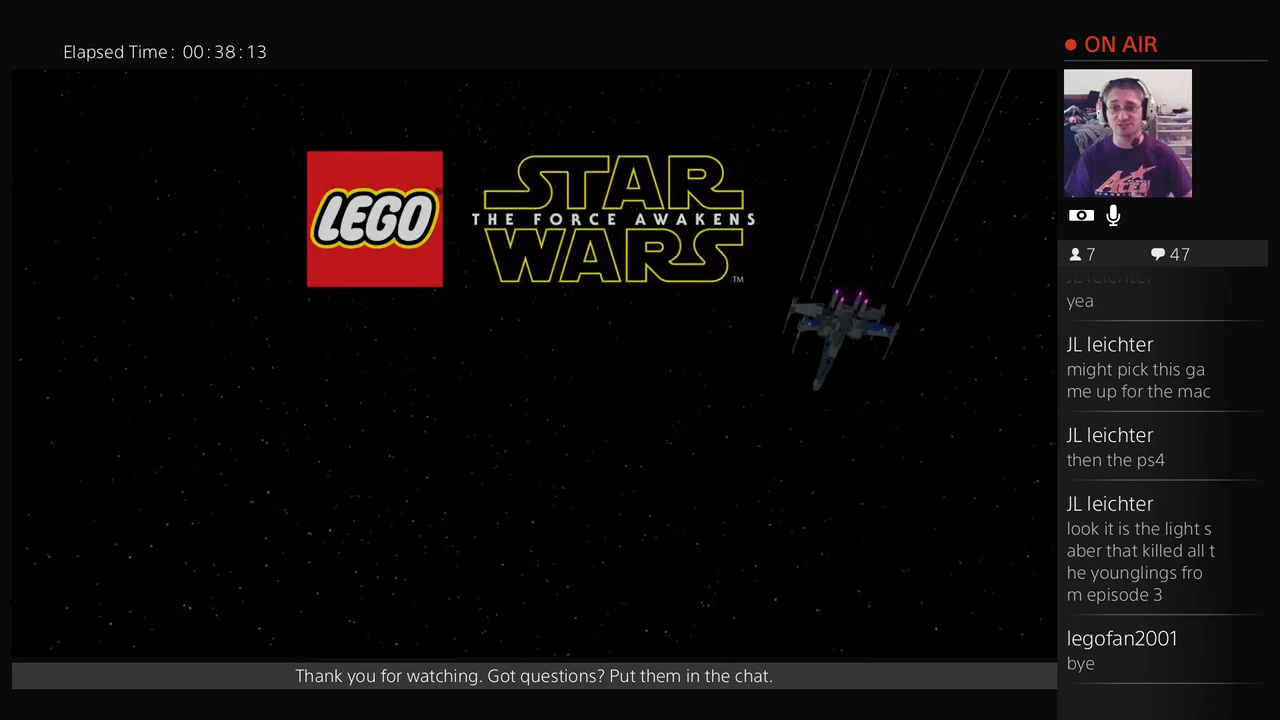 Elapsed Time: 00:38:13
ON AIR
LEGO
STAR
THE FORCE AWAKENS
WARS
TM
7
47
JL leichter
yea
JL leichter
might pick this ga
me up for the mac
JL leichter
then the ps4
JL leichter
look it is the light s
aber that killed all t
he younglings fro
m episode 3
legofan2001
bye
Thank you for watching. Got questions? Put them in the chat.